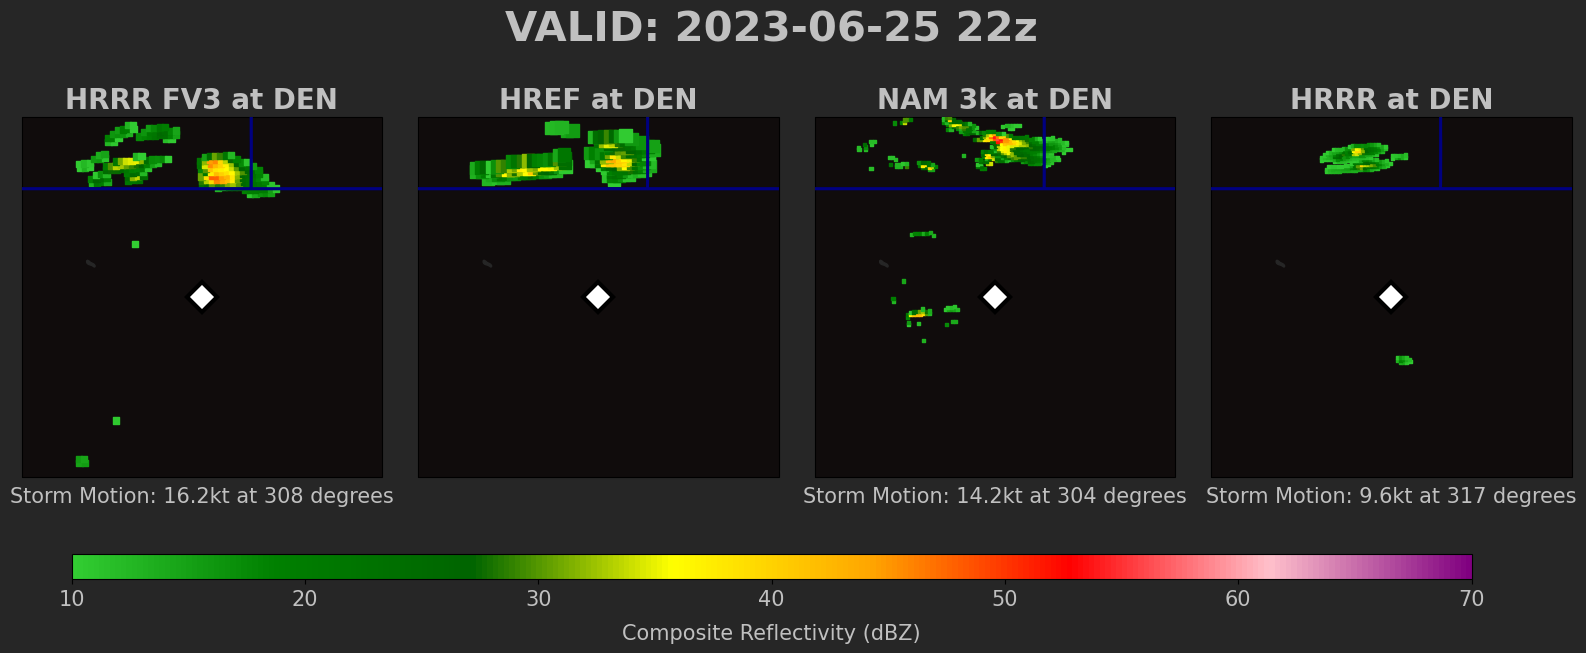 VALID: 2023-06-25 22z
HRRR FV3 at DEN
HREF at DEN
NAM 3k at DEN
HRRR at DEN
Storm Motion: 16.2kt at 308 degrees
Storm Motion: 14.2kt at 304 degrees
Storm Motion: 9.6kt at 317 degrees
10 20 30 40 50 60 70
Composite Reflectivity (dBZ)